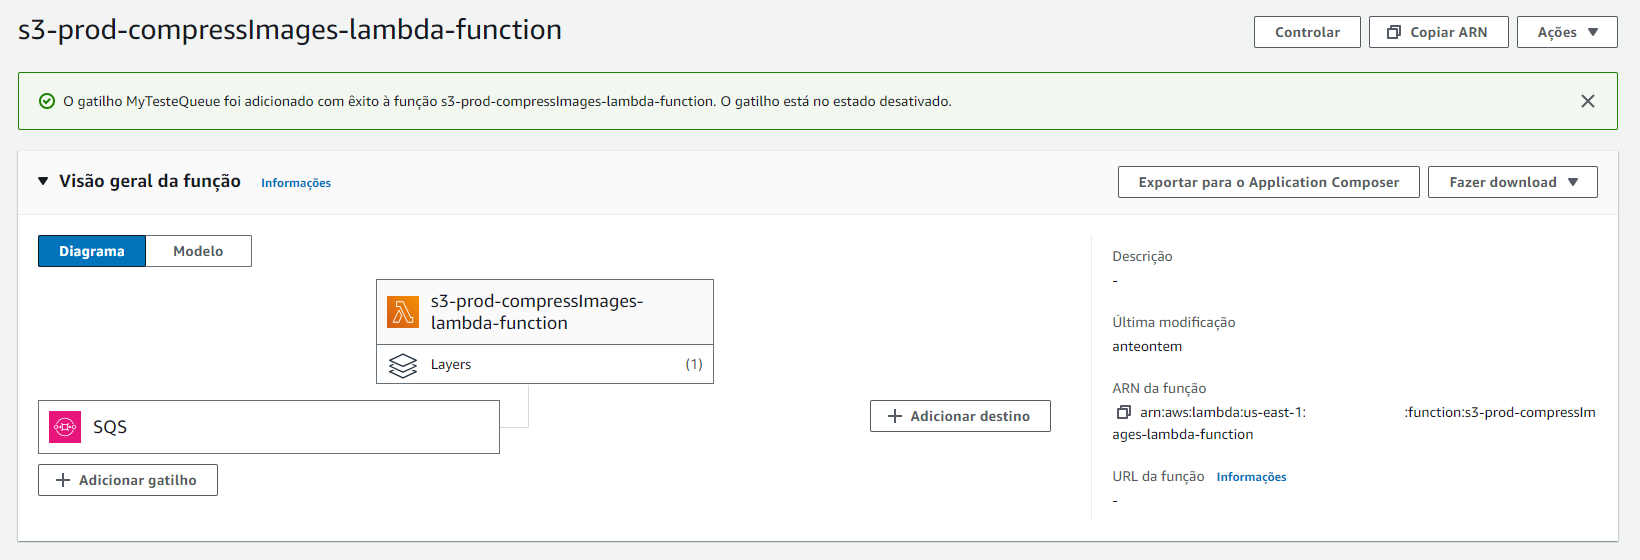 s3-prod-compressImages-lambda-function
Controlar
Copiar ARN
Ações
O gatilho MyTesteQueue foi adicionado com êxito à função s3-prod-compressImages-lambda-function. O gatilho está no estado desativado.
Visão geral da função
Informações
Exportar para o Application Composer
Fazer download
Diagrama
Modelo
s3-prod-compressImages-
lambda-function
Layers
(1)
SQS
Adicionar gatilho
Adicionar destino
Descrição
-
Última modificação
anteontem
ARN da função
arn:aws:lambda:us-east-1: :function:s3-prod-compressIm
ages-lambda-function
URL da função Informações
-